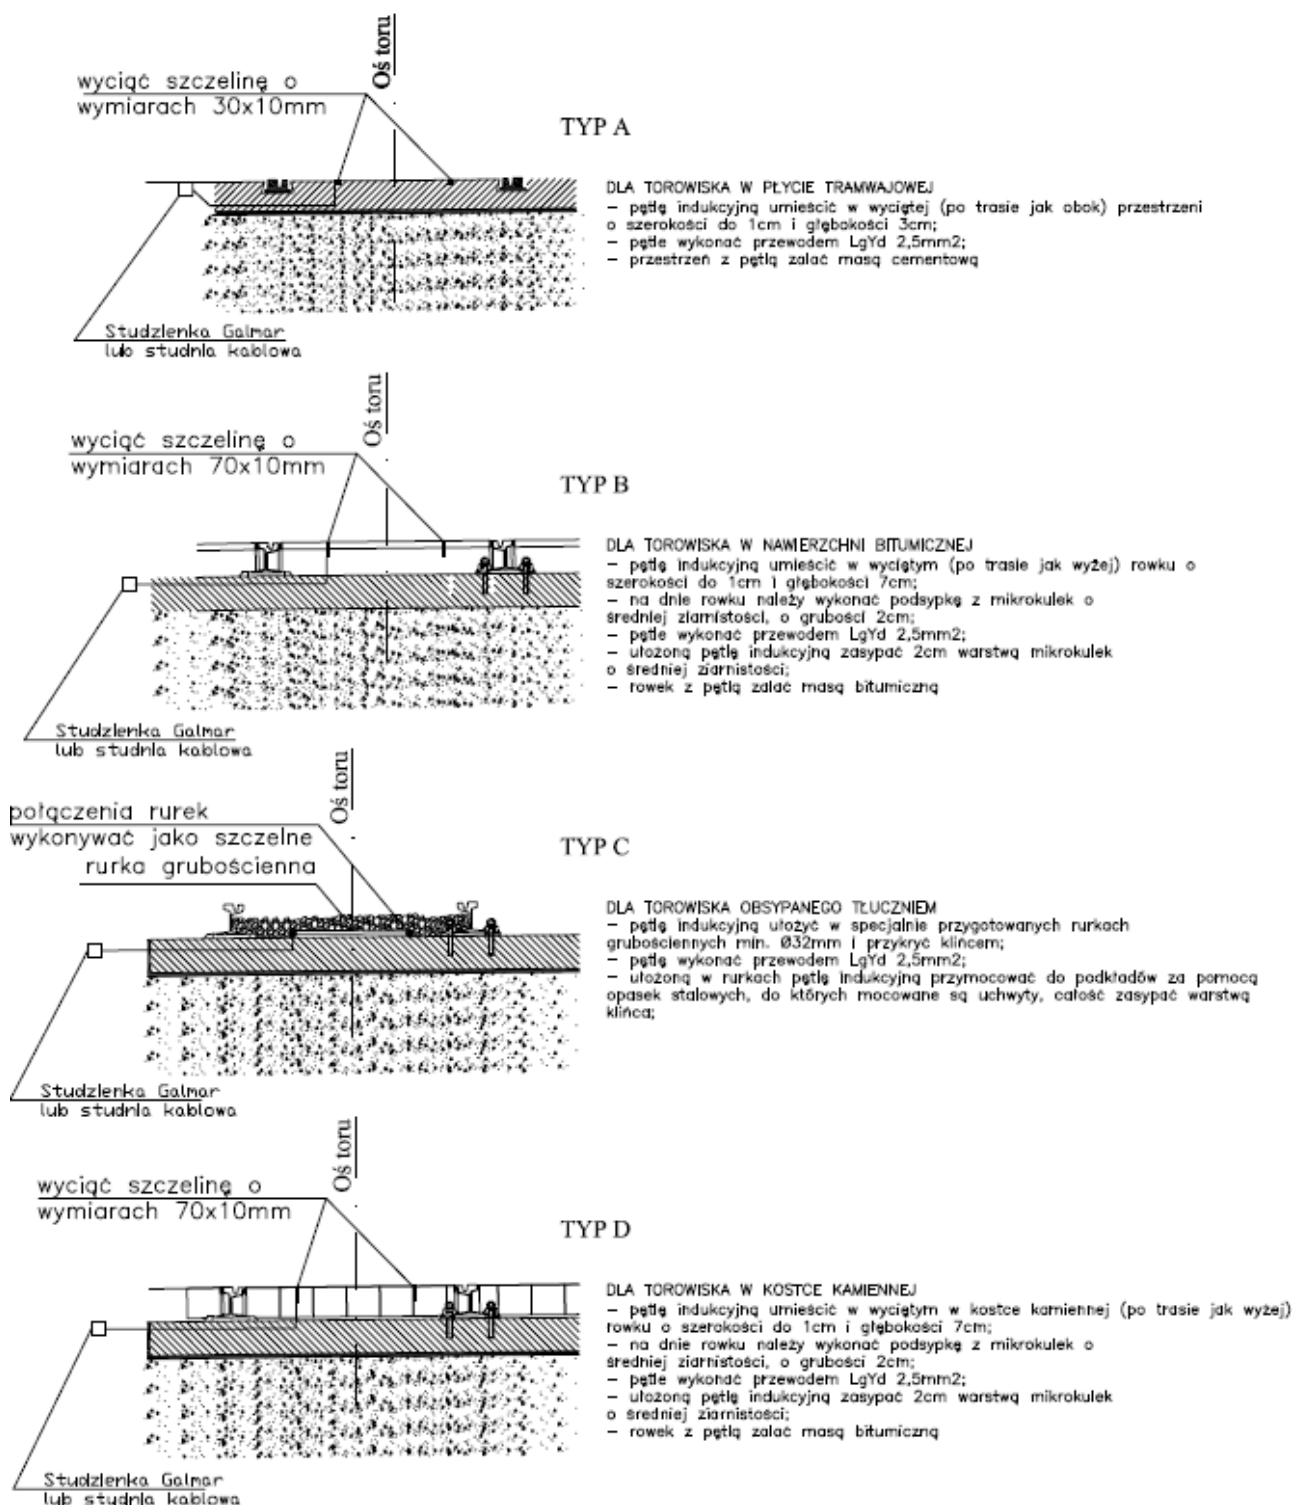 Oś toru
wyciąć szczelinę o
wymiarach 30x10mm
TYP A
DLA TOROWISKA W PŁYCIE TRAMWAJOWEJ
– pętlę indukcyjną umieścić w wyciętej (po trasie jak obok) przestrzeni
o szerokości do 1cm i głębokości 3cm;
– pętle wykonać przewodem LgYd 2,5mm2;
– przestrzeń z pętlą zalać masą cementową
Studzienka Galmar
lub studnia kablowa
Oś toru
wyciąć szczelinę o
wymiarach 70x10mm
TYP B
DLA TOROWISKA W NAWIERZCHNI BITUMICZNEJ
– pętlę indukcyjną umieścić w wyciętym (po trasie jak wyżej) rowku o
szerokości do 1cm i głębokości 7cm;
– na dnie rowku należy wykonać podsypkę z mikrokulek o
średniej ziarnistości, o grubości 2cm;
– pętle wykonać przewodem LgYd 2,5mm2;
– ułożoną pętlę indukcyjną zasypać 2cm warstwą mikrokulek
o średniej ziarnistości;
– rowek z pętlą zalać masą bitumiczną
Studzienka Galmar
lub studnia kablowa
Oś toru
połączenia rurek
wykonywać jako szczelne
rurka grubościenna
TYP C
DLA TOROWISKA OBSYPANEGO TŁUCZNIEM
– pętlę indukcyjną ułożyć w specjalnie przygotowanych rurkach
grubościennych min. Ø32mm i przykryć klińcem;
– pętlę wykonać przewodem LgYd 2,5mm2;
– ułożoną w rurkach pętlę indukcyjną przymocować do podkładów za pomocą
opasek stalowych, do których mocowane są uchwyty, całość zasypać warstwą
klińca;
Studzienka Galmar
lub studnia kablowa
Oś toru
wyciąć szczelinę o
wymiarach 70x10mm
TYP D
DLA TOROWISKA W KOSTCE KAMIENNEJ
– pętlę indukcyjną umieścić w wyciętym w kostce kamiennej (po trasie jak wyżej)
rowku o szerokości do 1cm i głębokości 7cm;
– na dnie rowku należy wykonać podsypkę z mikrokulek o
średniej ziarnistości, o grubości 2cm;
– pętle wykonać przewodem LgYd 2,5mm2;
– ułożoną pętlę indukcyjną zasypać 2cm warstwą mikrokulek
o średniej ziarnistości;
– rowek z pętlą zalać masą bitumiczną
Studzienka Galmar
lub studnia kablowa